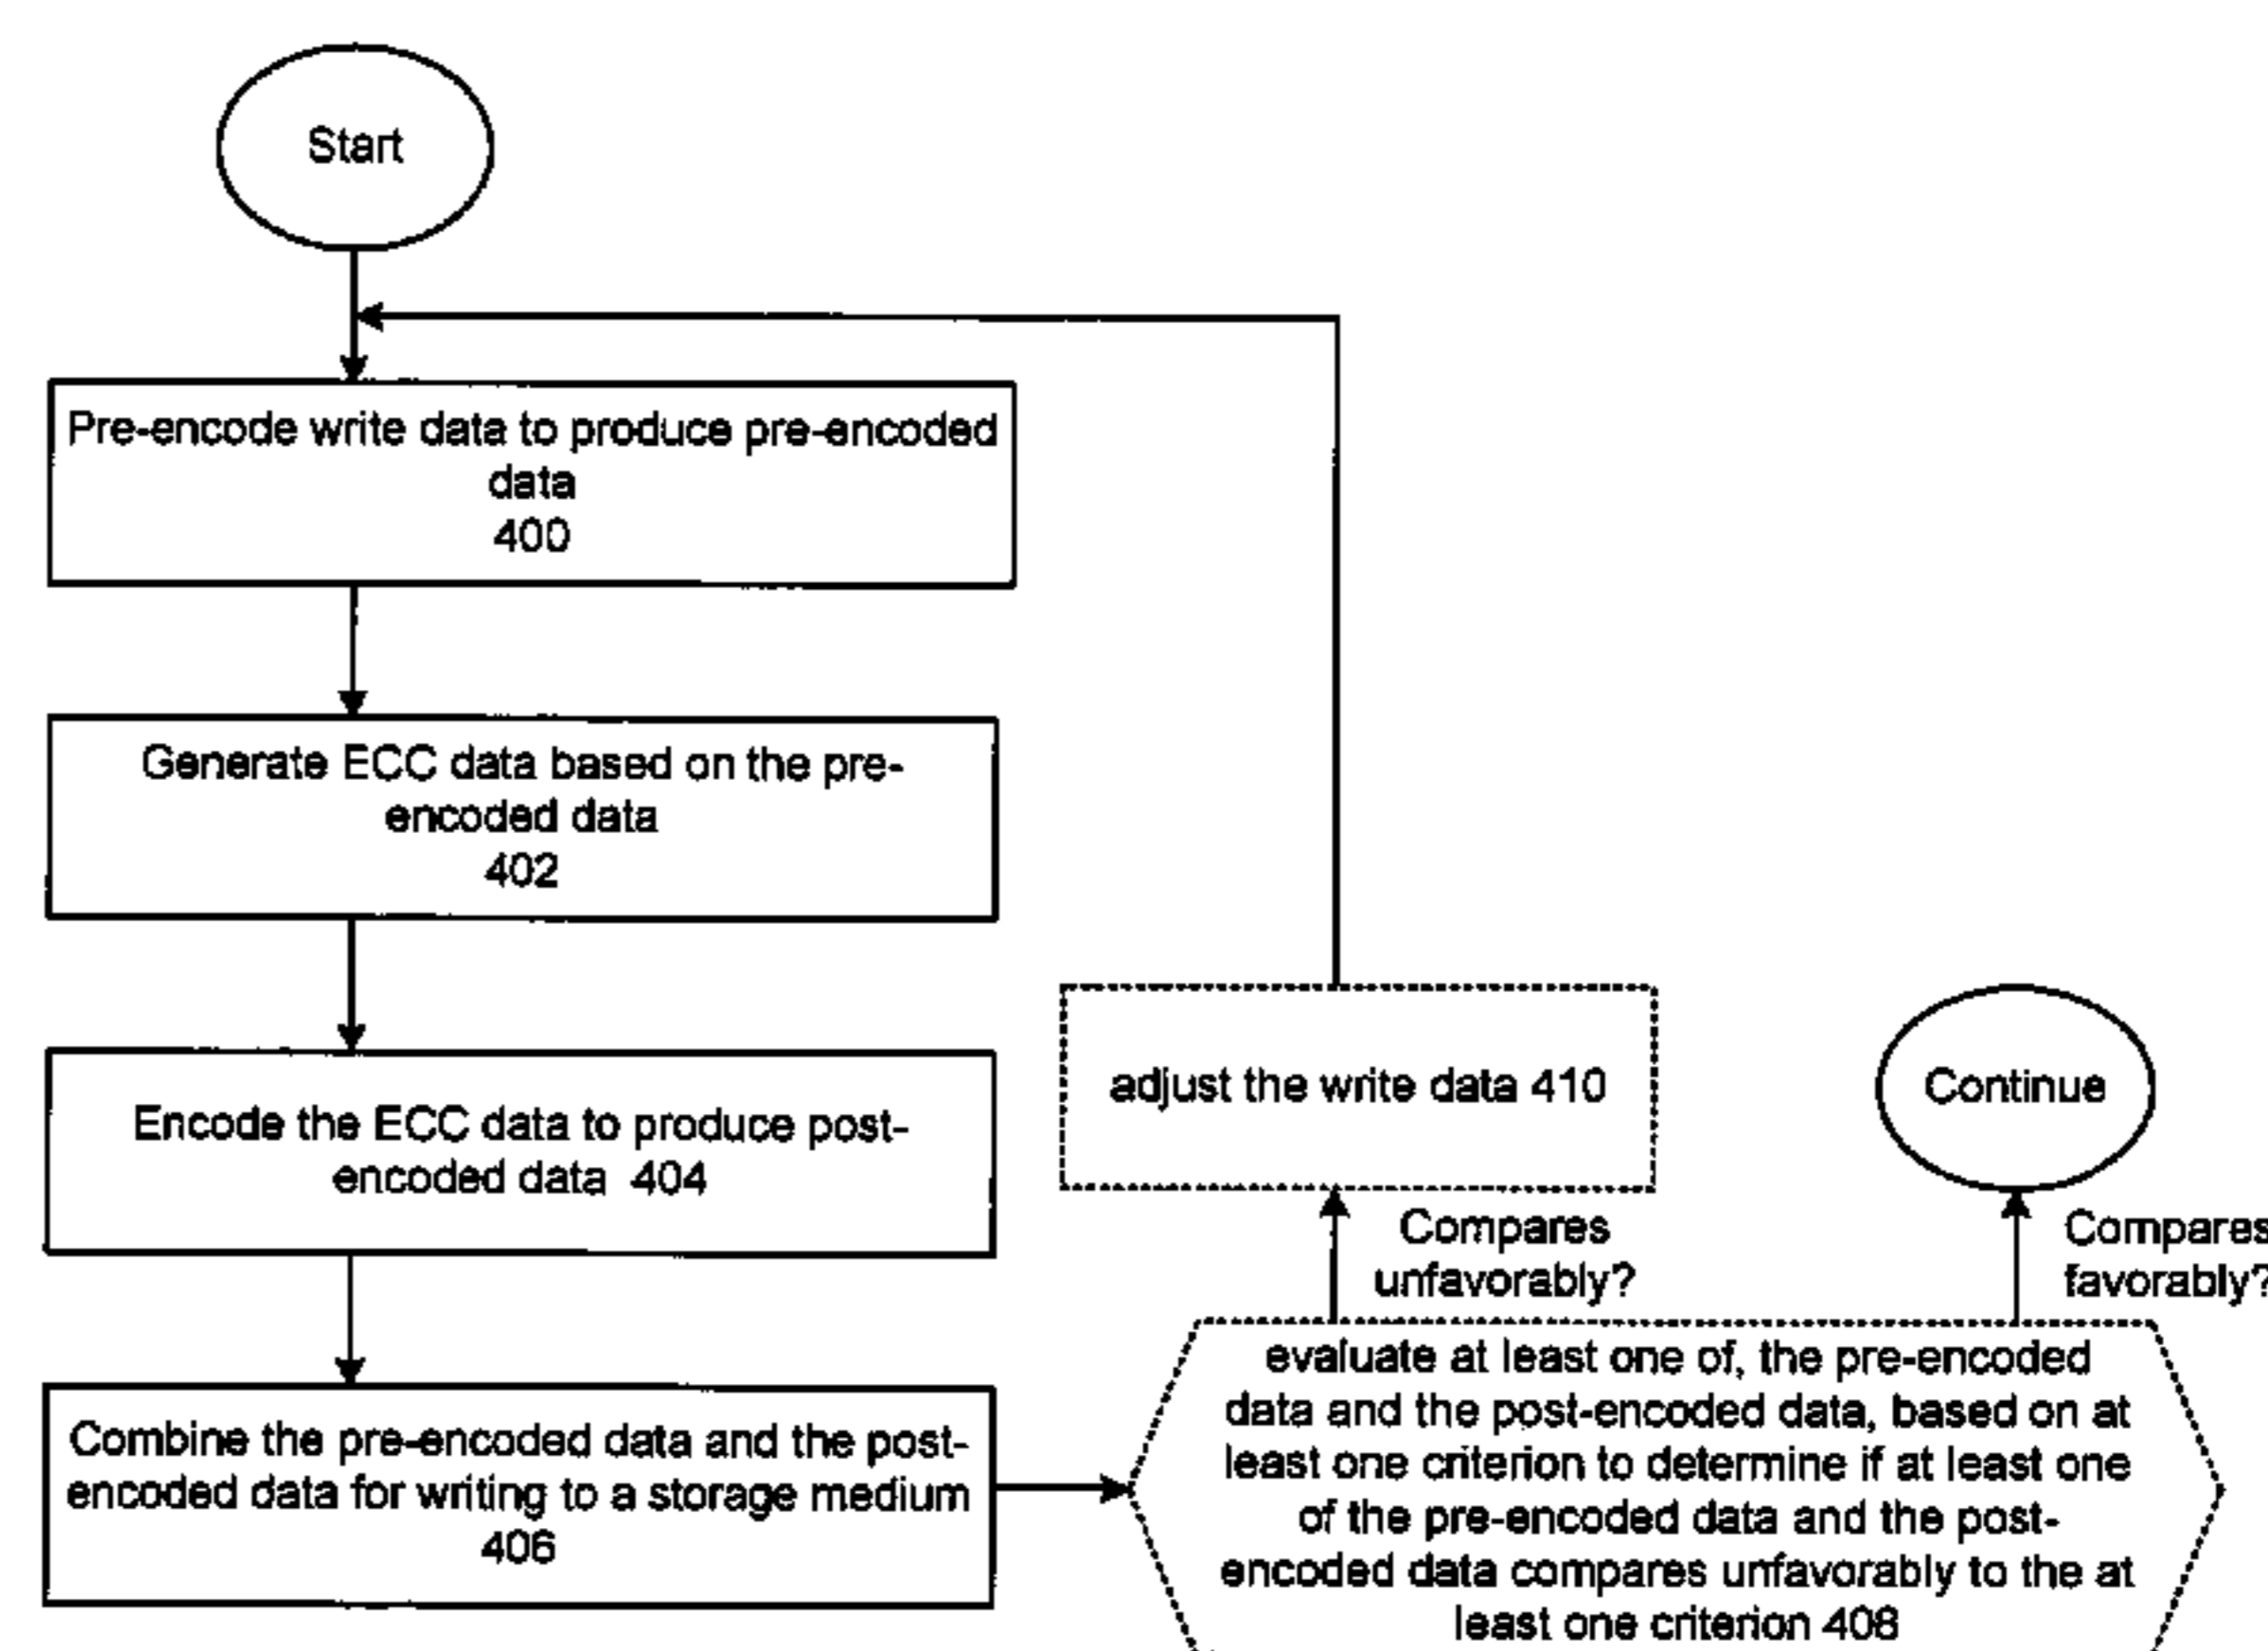 Start
Pre-encode write data to produce pre-encoded
data
400
Generate ECC data based on the pre-
encoded data
402
Encode the ECC data to produce post-
encoded data 404
Combine the pre-encoded data and the post-
encoded data for writing to a storage medium
406
adjust the write data 410
Continue
Compares
unfavorably?
Compares
favorably?
evaluate at least one of, the pre-encoded
data and the post-encoded data, based on at
least one criterion to determine if at least one
of the pre-encoded data and the post-
encoded data compares unfavorably to the at
least one criterion 408